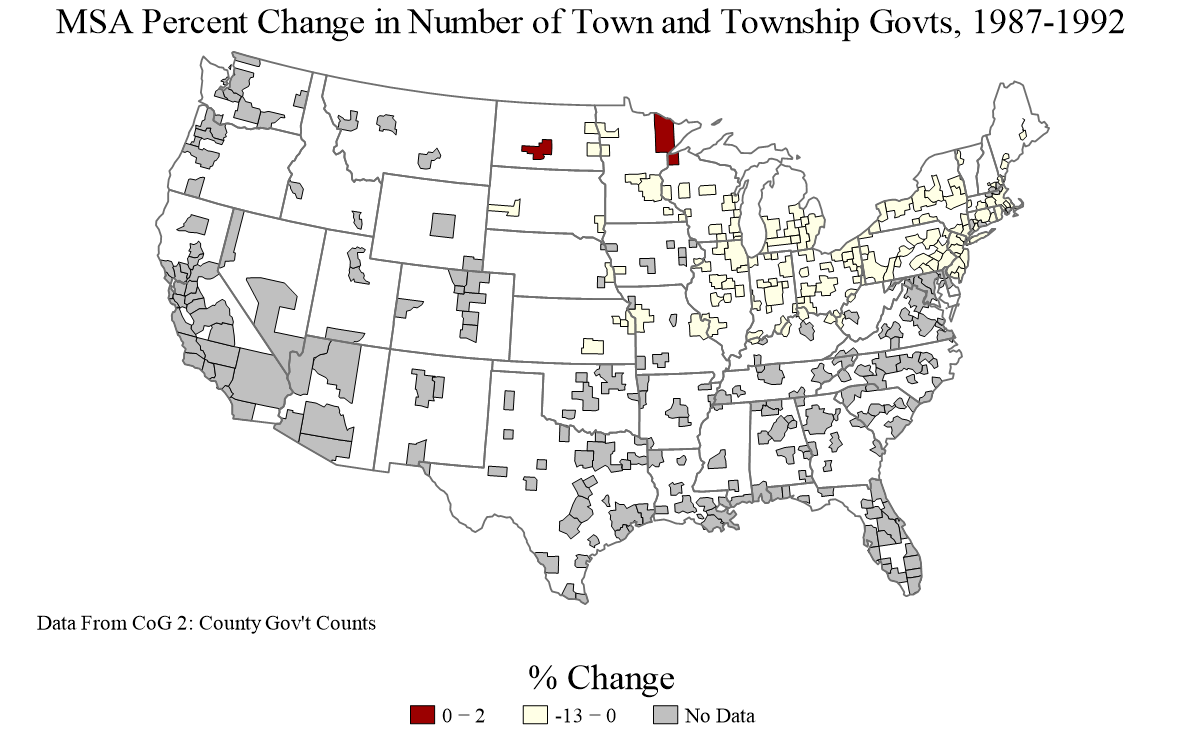 MSA Percent Change in Number of Town and Township Govts, 1987-1992
Data From CoG 2: County Gov't Counts
% Change
0 − 2
-13 − 0
No Data